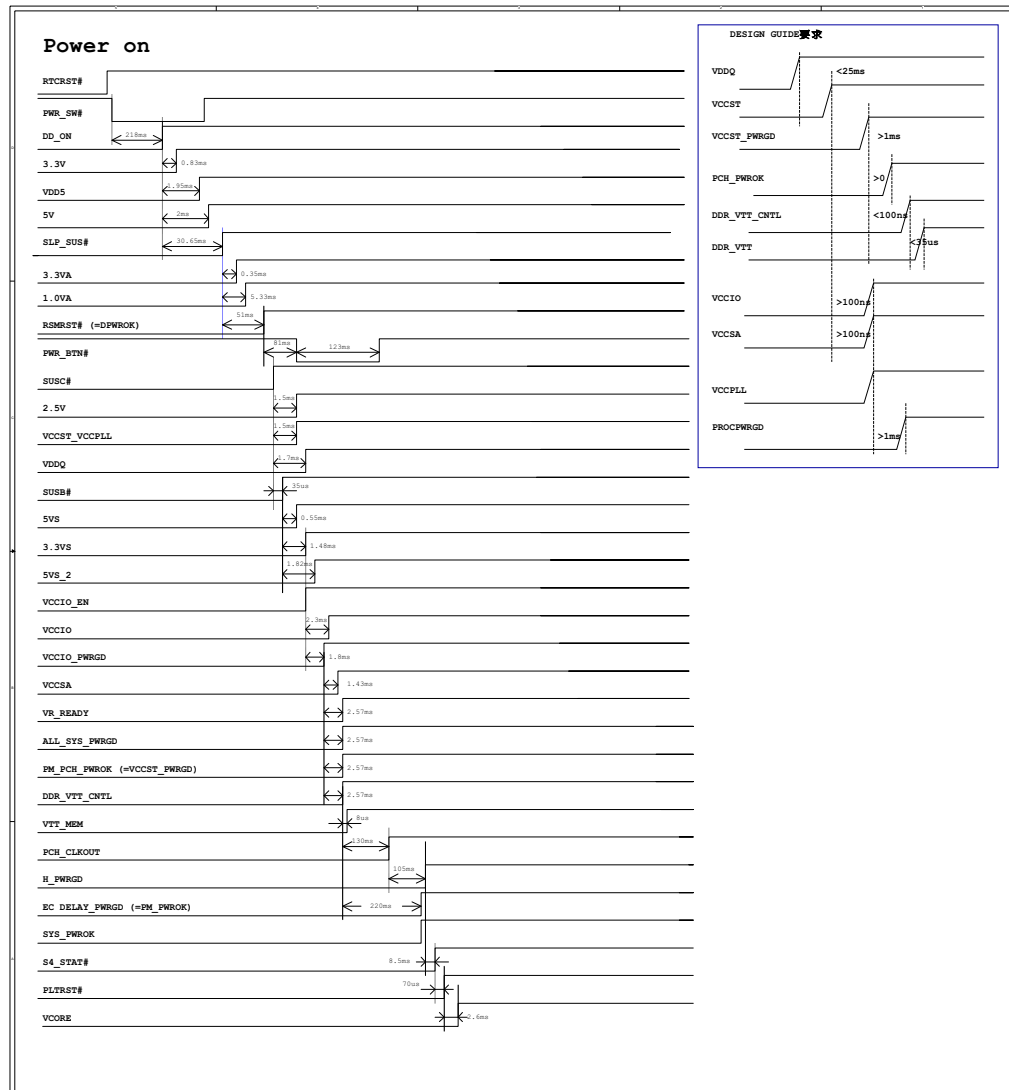 Power on
RTCRST#
PWR_SW#
DD_ON
218ms
3.3V
0.83ms
VDD5
1.95ms
5V
2ms
SLP_SUS#
30.65ms
3.3VA
0.35ms
1.0VA
5.33ms
RSMRST# (=DPWROK)
51ms
PWR_BTN#
81ms
123ms
SUSC#
2.5V
1.5ms
VCCST_VCCPLL
1.5ms
VDDQ
1.7ms
SUSB#
35us
5VS
0.55ms
3.3VS
1.48ms
5VS_2
1.82ms
VCCIO_EN
VCCIO
2.3ms
VCCIO_PWRGD
1.8ms
VCCSA
1.43ms
VR_READY
2.57ms
ALL_SYS_PWRGD
2.57ms
PM_PCH_PWROK (=VCCST_PWRGD)
2.57ms
DDR_VTT_CNTL
2.57ms
VTT_MEM
8us
PCH_CLKOUT
130ms
H_PWRGD
105ms
EC DELAY_PWRGD (=PM_PWROK)
220ms
SYS_PWROK
S4_STAT#
8.5ms
PLTRST#
70us
VCORE
2.6ms
DESIGN GUIDE要求
VDDQ
<25ms
VCCST
VCCST_PWRGD
>1ms
PCH_PWROK
>0
DDR_VTT_CNTL
<100ns
DDR_VTT
<35us
VCCIO
>100ns
VCCSA
>100ns
VCCPLL
PROCPWRGD
>1ms